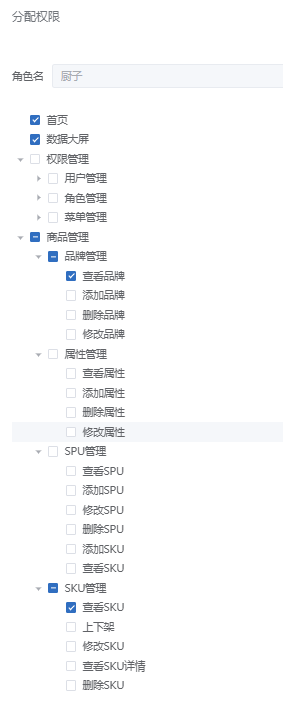 分配权限
角色名 厨子
首页
数据大屏
权限管理
用户管理
角色管理
菜单管理
商品管理
品牌管理
查看品牌
添加品牌
删除品牌
修改品牌
属性管理
查看属性
添加属性
删除属性
修改属性
SPU管理
查看SPU
添加SPU
修改SPU
删除SPU
添加SKU
查看SKU
SKU管理
查看SKU
上下架
修改SKU
查看SKU详情
删除SKU